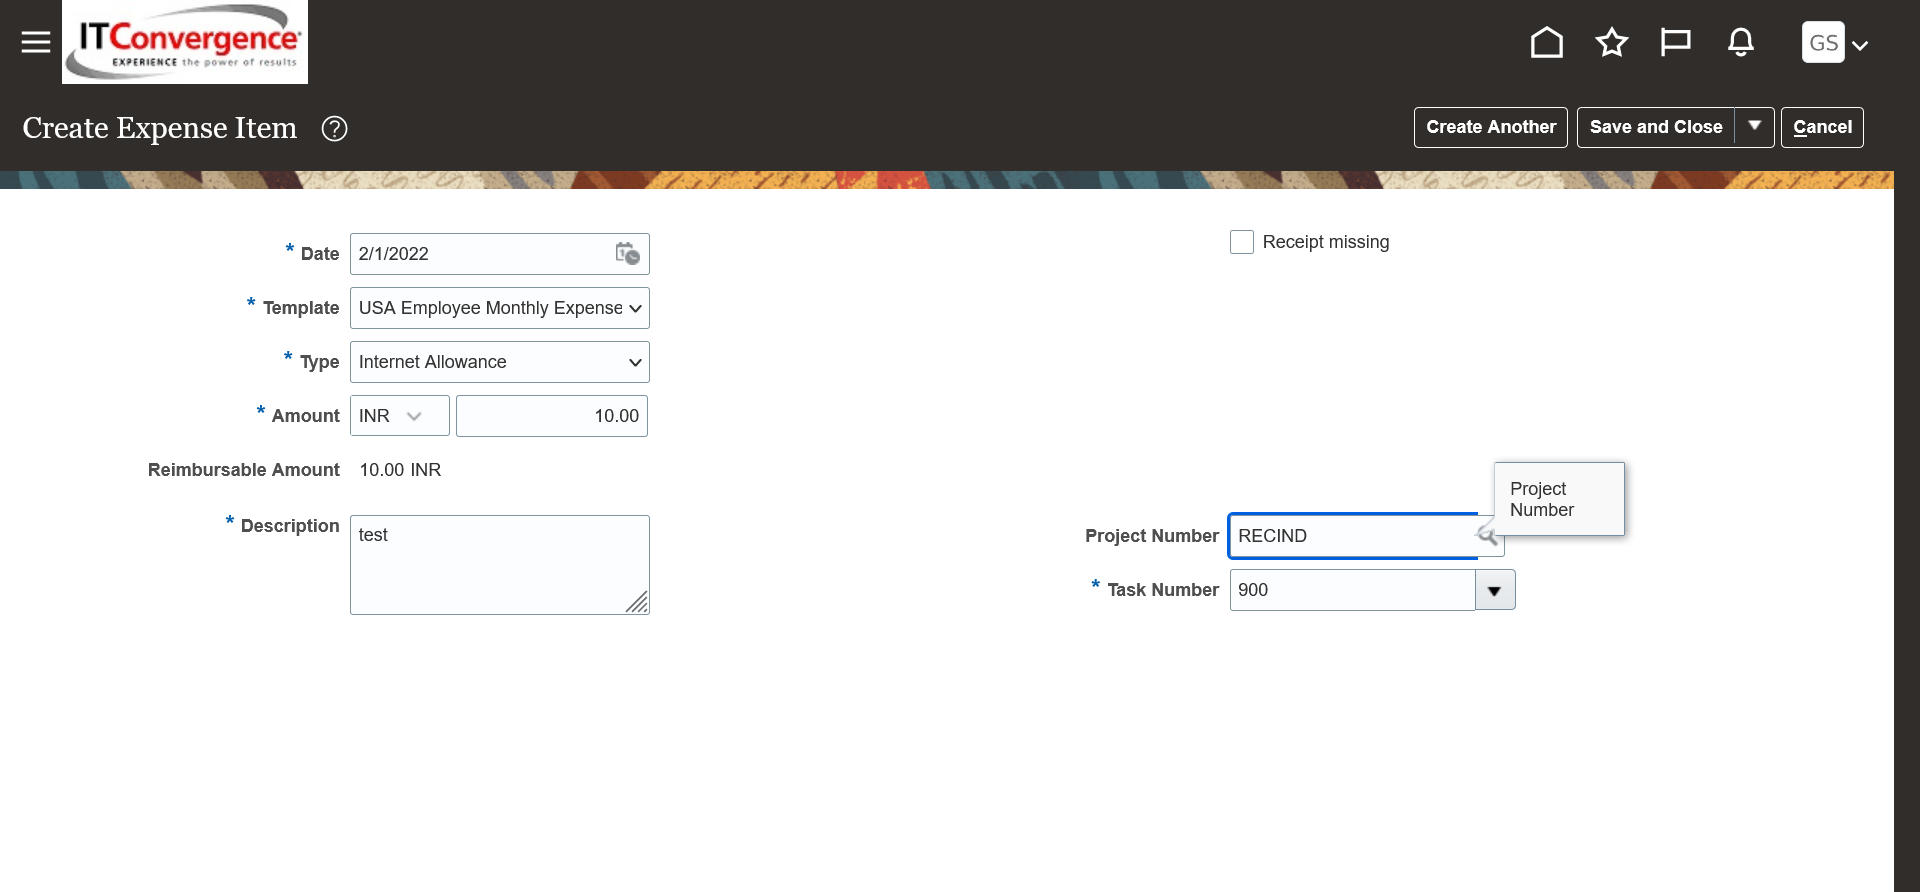 ITConvergence
EXPERIENCE the power of results
GS
Create Expense Item ?
Create Another
Save and Close
Cancel
* Date 2/1/2022
Receipt missing
* Template USA Employee Monthly Expense
* Type Internet Allowance
* Amount INR 10.00
Reimbursable Amount 10.00 INR
* Description test
Project Number RECIND
Project
Number
* Task Number 900